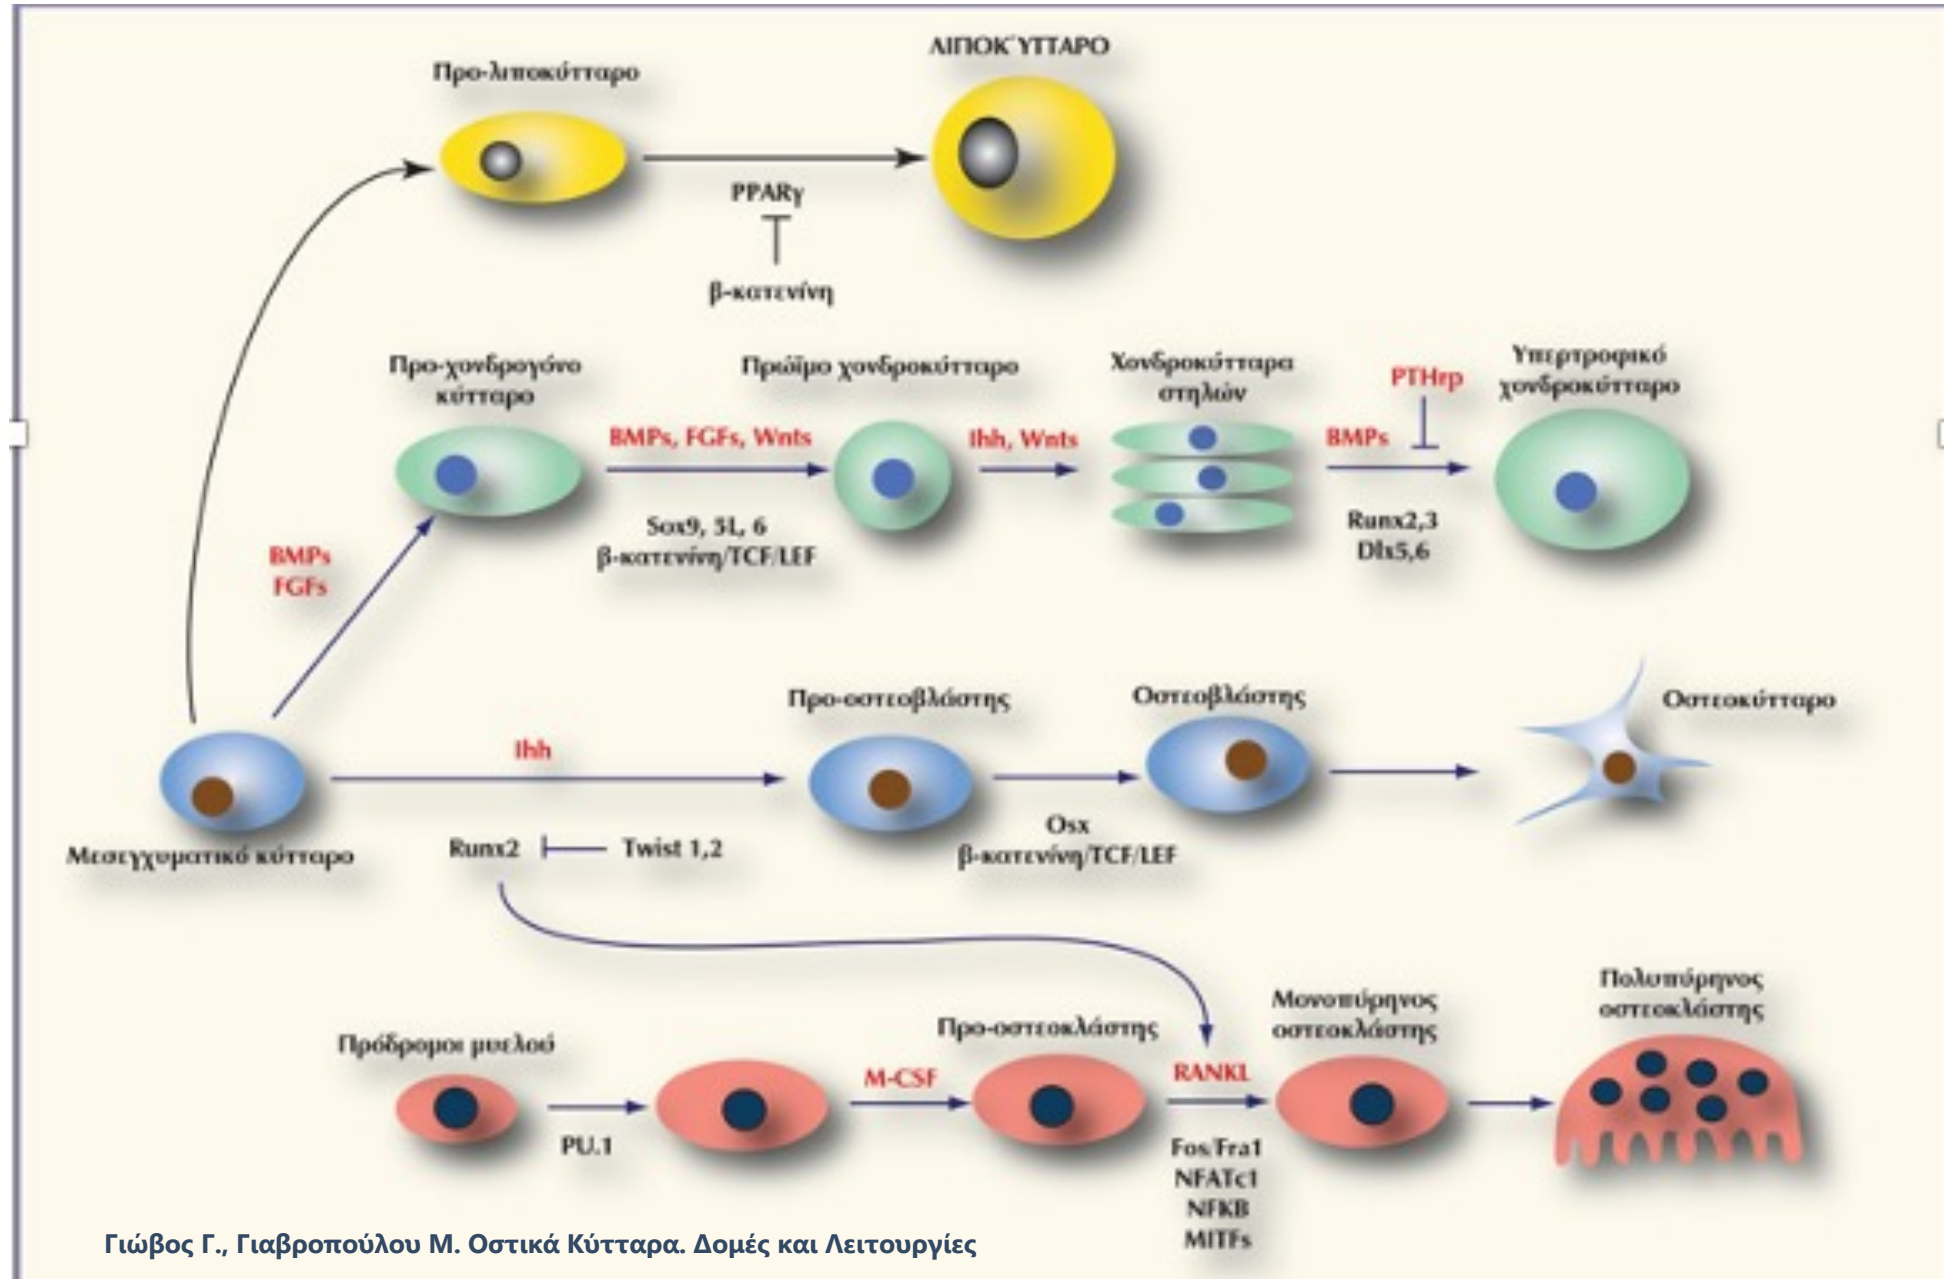 ΛΙΠΟΚΎΤΤΑΡΟ
Προ-λιποκύτταρο
PPARγ
β-κατενίνη
Προ-χονδρογόνο
κύτταρο
Πρώϊμο χονδροκύτταρο
Χονδροκύτταρα
στηλών
Υπερτροφικό
χονδροκύτταρο
PTHrp
BMPs, FGFs, Wnts
Ihh, Wnts
BMPs
Sox9, 5L, 6
β-κατενίνη/TCF/LEF
Runx2,3
Dlx5,6
BMPs
FGFs
Προ-οστεοβλάστης
Οστεοβλάστης
Οστεοκύτταρο
Ihh
Μεσεγχυματικό κύτταρο
Runx2
Twist 1,2
Osx
β-κατενίνη/TCF/LEF
Πρόδρομοι μυελού
Προ-οστεοκλάστης
Μονοπύρηνος
οστεοκλάστης
Πολυπύρηνος
οστεοκλάστης
M-CSF
RANKL
PU.1
Fos/Fra1
NFATc1
NFKB
MITFs
Γιώβος Γ., Γιαβροπούλου Μ. Οστικά Κύτταρα. Δομές και Λειτουργίες